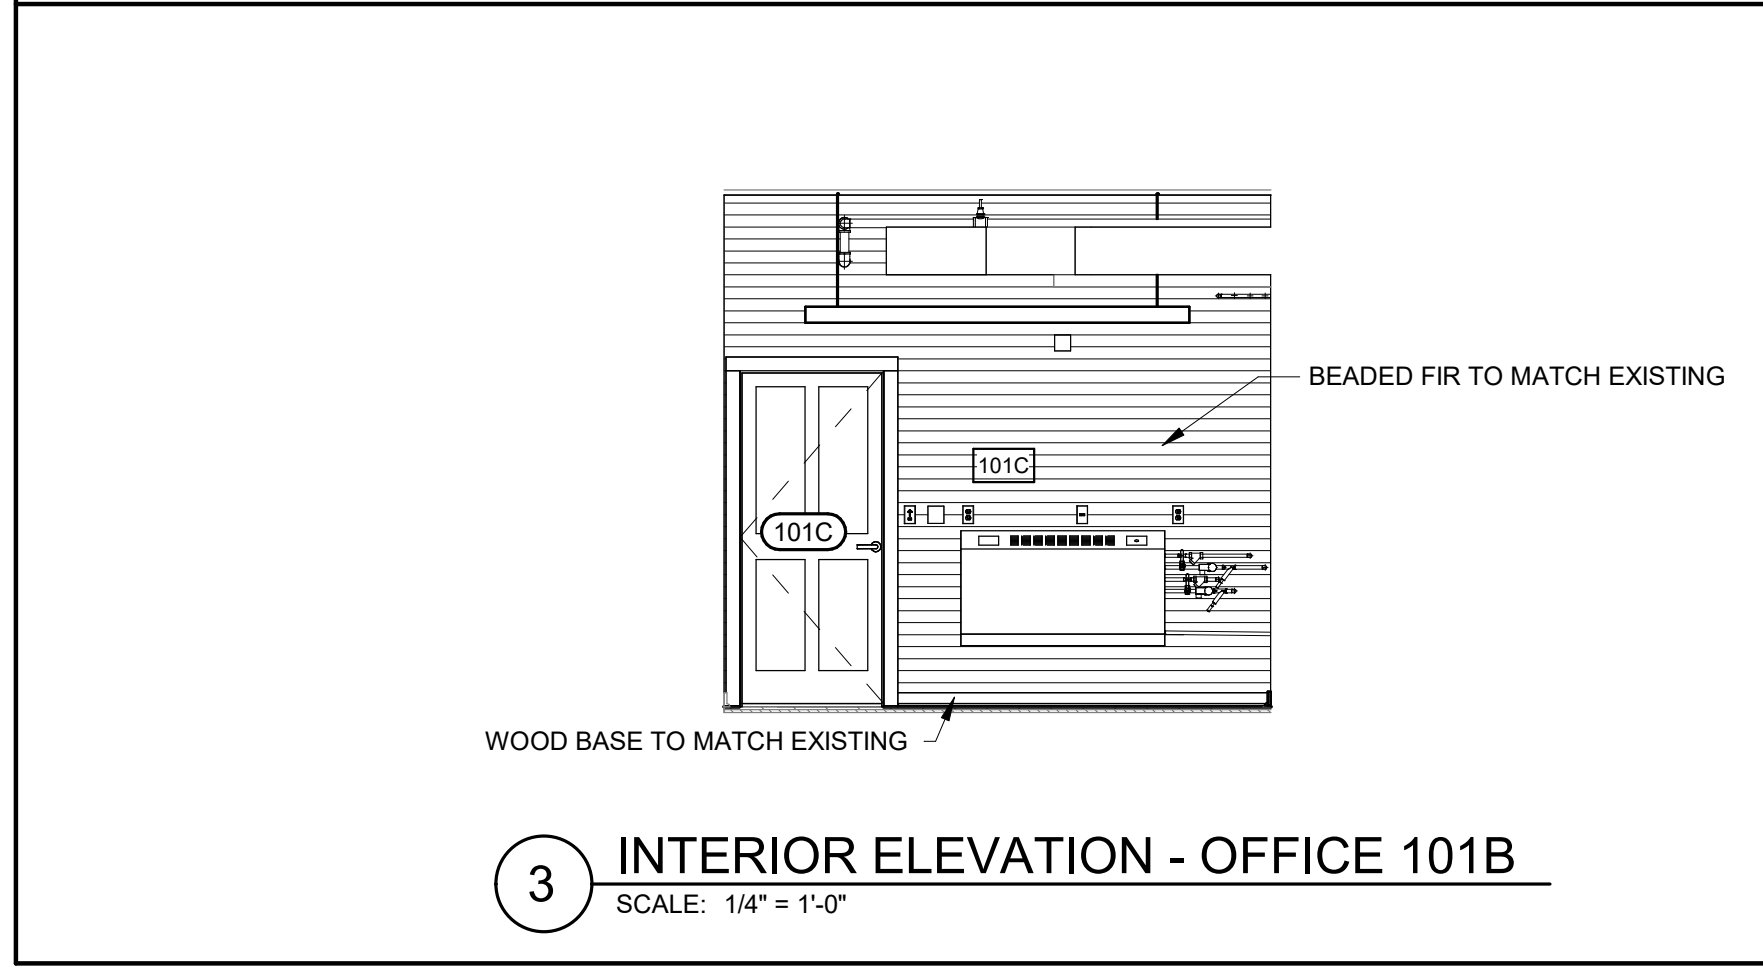 BEADED FIR TO MATCH EXISTING
101C
101C
WOOD BASE TO MATCH EXISTING
3
INTERIOR ELEVATION - OFFICE 101B
SCALE: 1/4" = 1'-0"